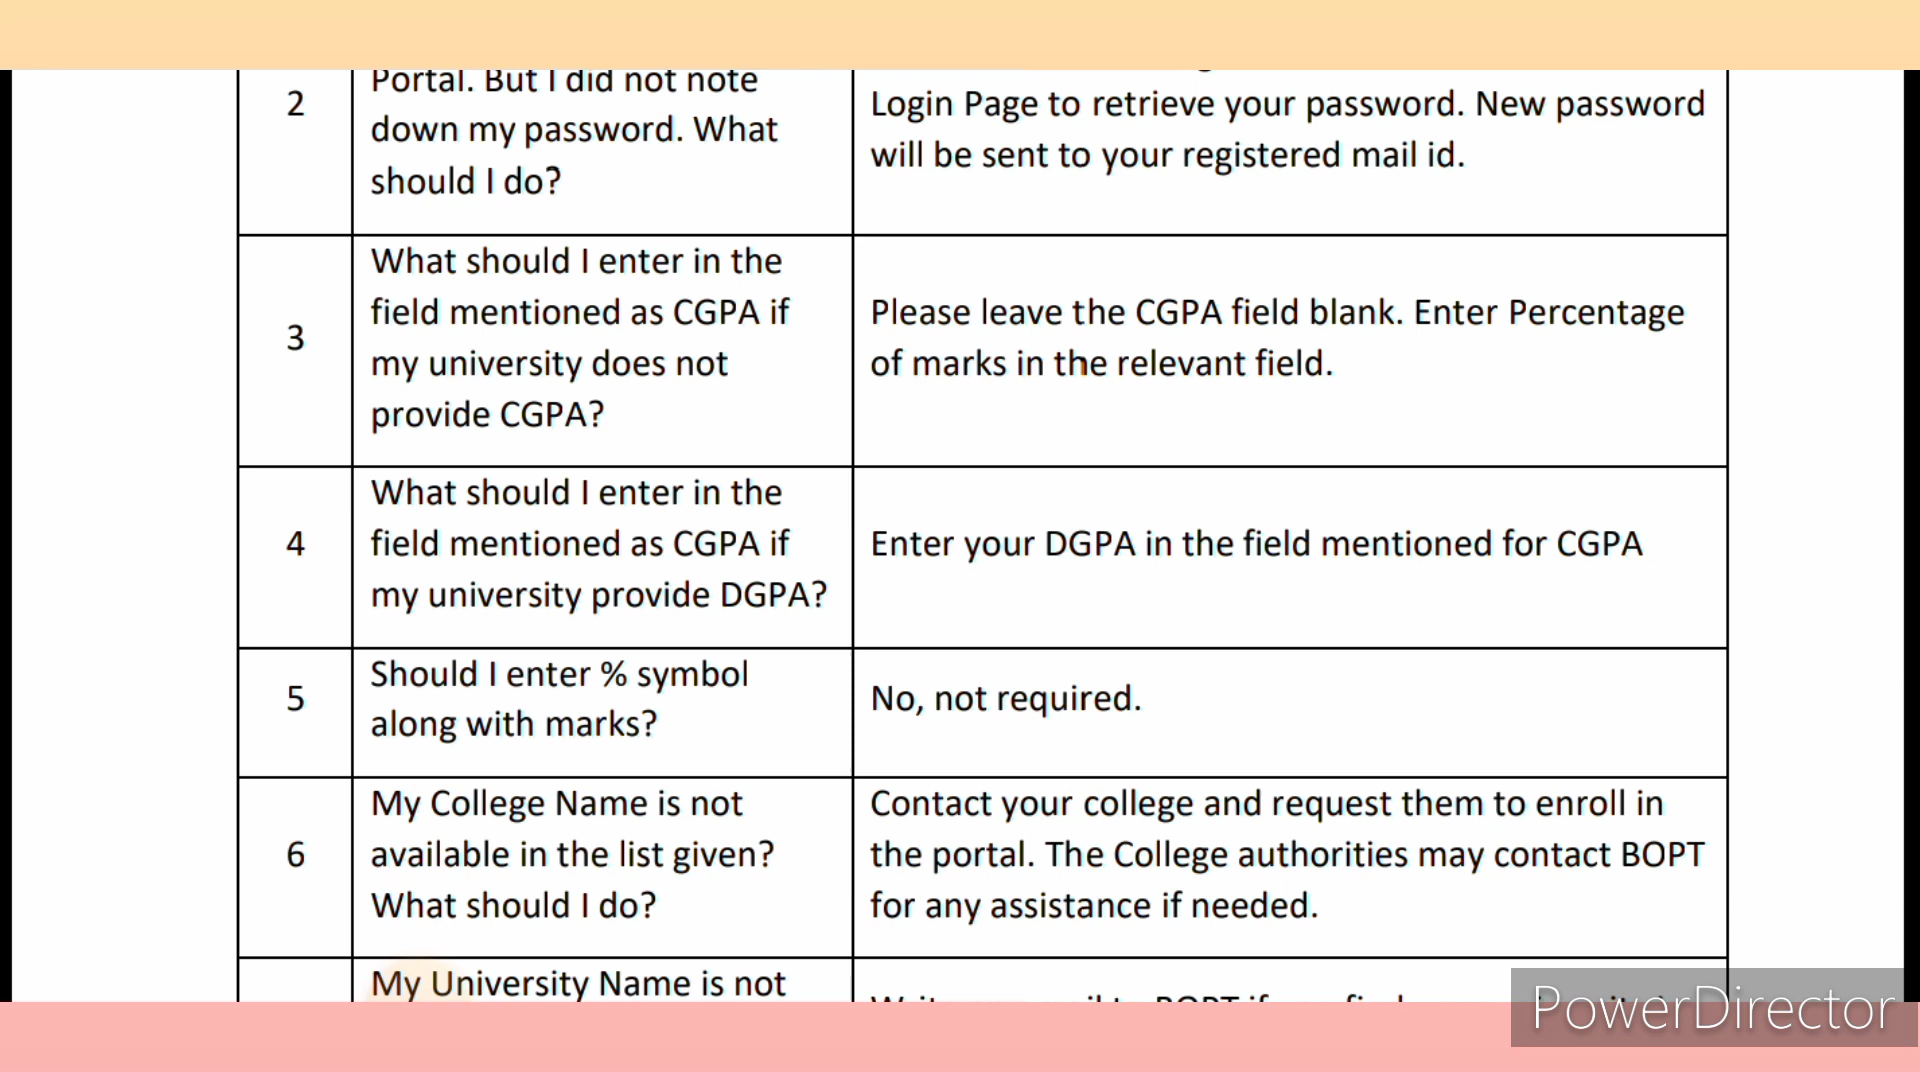 2
Portal. But I did not note
down my password. What
should I do?
Login Page to retrieve your password. New password
will be sent to your registered mail id.
3
What should I enter in the
field mentioned as CGPA if
my university does not
provide CGPA?
Please leave the CGPA field blank. Enter Percentage
of marks in the relevant field.
4
What should I enter in the
field mentioned as CGPA if
my university provide DGPA?
Enter your DGPA in the field mentioned for CGPA
5
Should I enter % symbol
along with marks?
No, not required.
6
My College Name is not
available in the list given?
What should I do?
Contact your college and request them to enroll in
the portal. The College authorities may contact BOPT
for any assistance if needed.
My University Name is not
PowerDirector